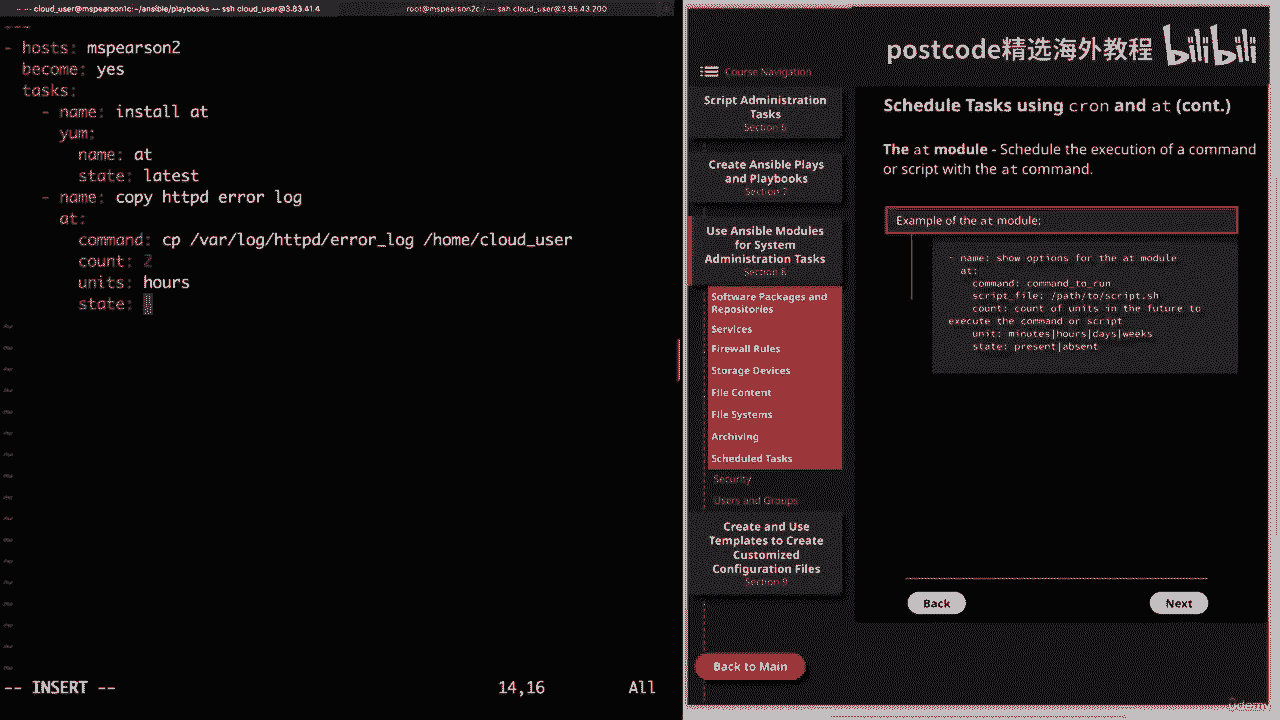 cloud_user@mspearson1c:~/ansible/playbooks — ssh cloud_user@3.83.41.4
root@mspearson2c:/ — ssh cloud_user@3.85.43.200
---
- hosts: mspearson2
become: yes
tasks:
- name: install at
yum:
name: at
state: latest
- name: copy httpd error log
at:
command: cp /var/log/httpd/error_log /home/cloud_user
count: 2
units: hours
state:
-- INSERT --
14,16
All
postcode精选海外教程 bilibili
Course Navigation
Script Administration
Tasks
Section 6
Create Ansible Plays
and Playbooks
Section 7
Use Ansible Modules
for System
Administration Tasks
Section 8
Software Packages and
Repositories
Services
Firewall Rules
Storage Devices
File Content
File Systems
Archiving
Scheduled Tasks
Security
Users and Groups
Create and Use
Templates to Create
Customized
Configuration Files
Section 9
Back to Main
Schedule Tasks using cron and at (cont.)
The at module - Schedule the execution of a command
or script with the at command.
Example of the at module:
- name: show options for the at module
at:
command: command_to_run
script_file: /path/to/script.sh
count: count of units in the future to
execute the command or script
unit: minutes|hours|days|weeks
state: present|absent
Back
Next